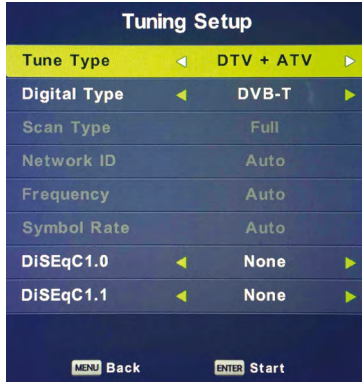 Tuning Setup
Tune Type DTV + ATV
Digital Type DVB-T
Scan Type Full
Network ID Auto
Frequency Auto
Symbol Rate Auto
DiSEqC1.0 None
DiSEqC1.1 None
MENU Back ENTER Start